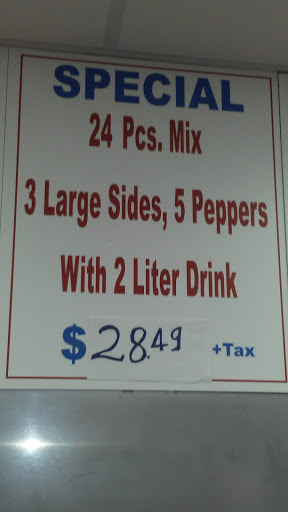 SPECIAL
24 Pcs. Mix
3 Large Sides, 5 Peppers
With 2 Liter Drink
$28.49 +Tax